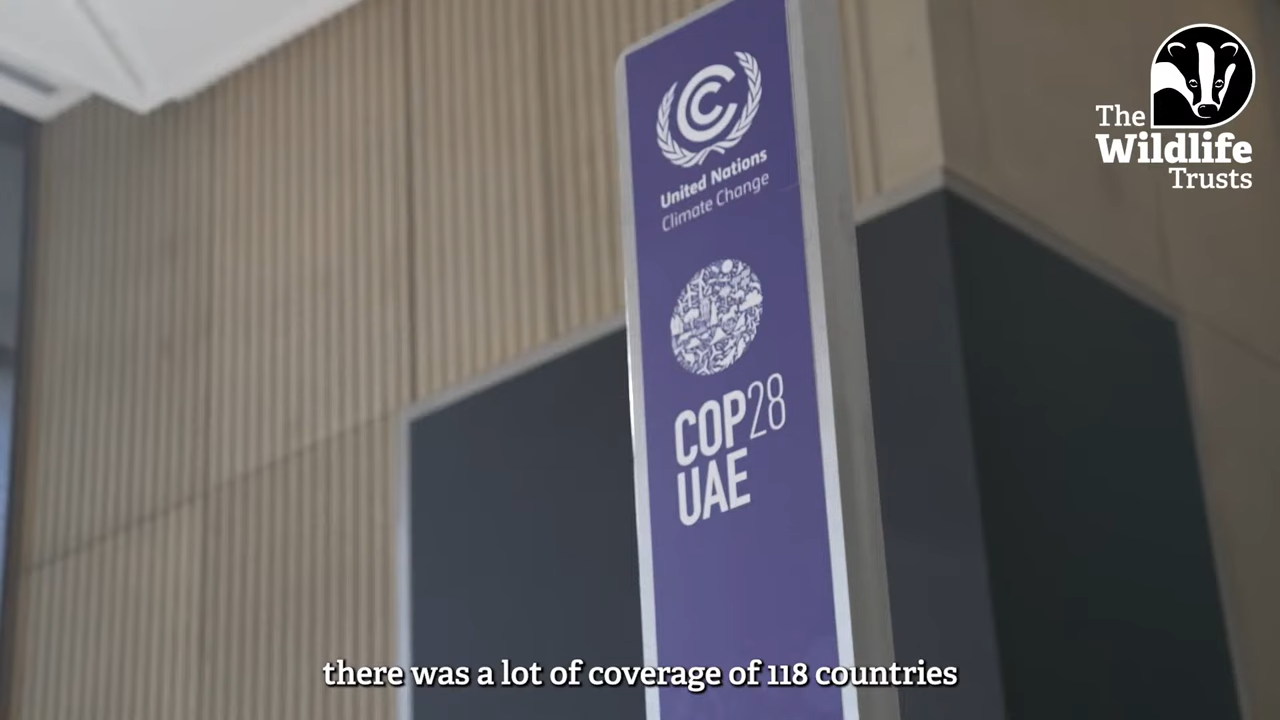 United Nations
Climate Change
COP28
UAE
The
Wildlife
Trusts
there was a lot of coverage of 118 countries